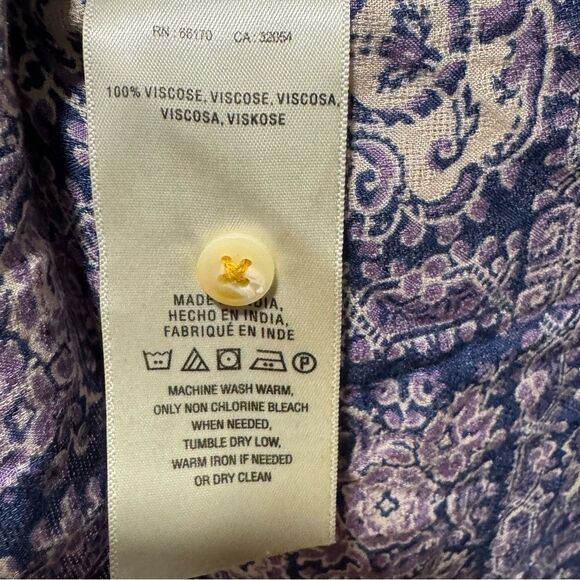 RN : 66170 CA : 32054
100% VISCOSE, VISCOSE, VISCOSA,
VISCOSA, VISKOSE
MADE INDIA,
HECHO EN INDIA,
FABRIQUÉ EN INDE
P
MACHINE WASH WARM,
ONLY NON CHLORINE BLEACH
WHEN NEEDED,
TUMBLE DRY LOW,
WARM IRON IF NEEDED
OR DRY CLEAN